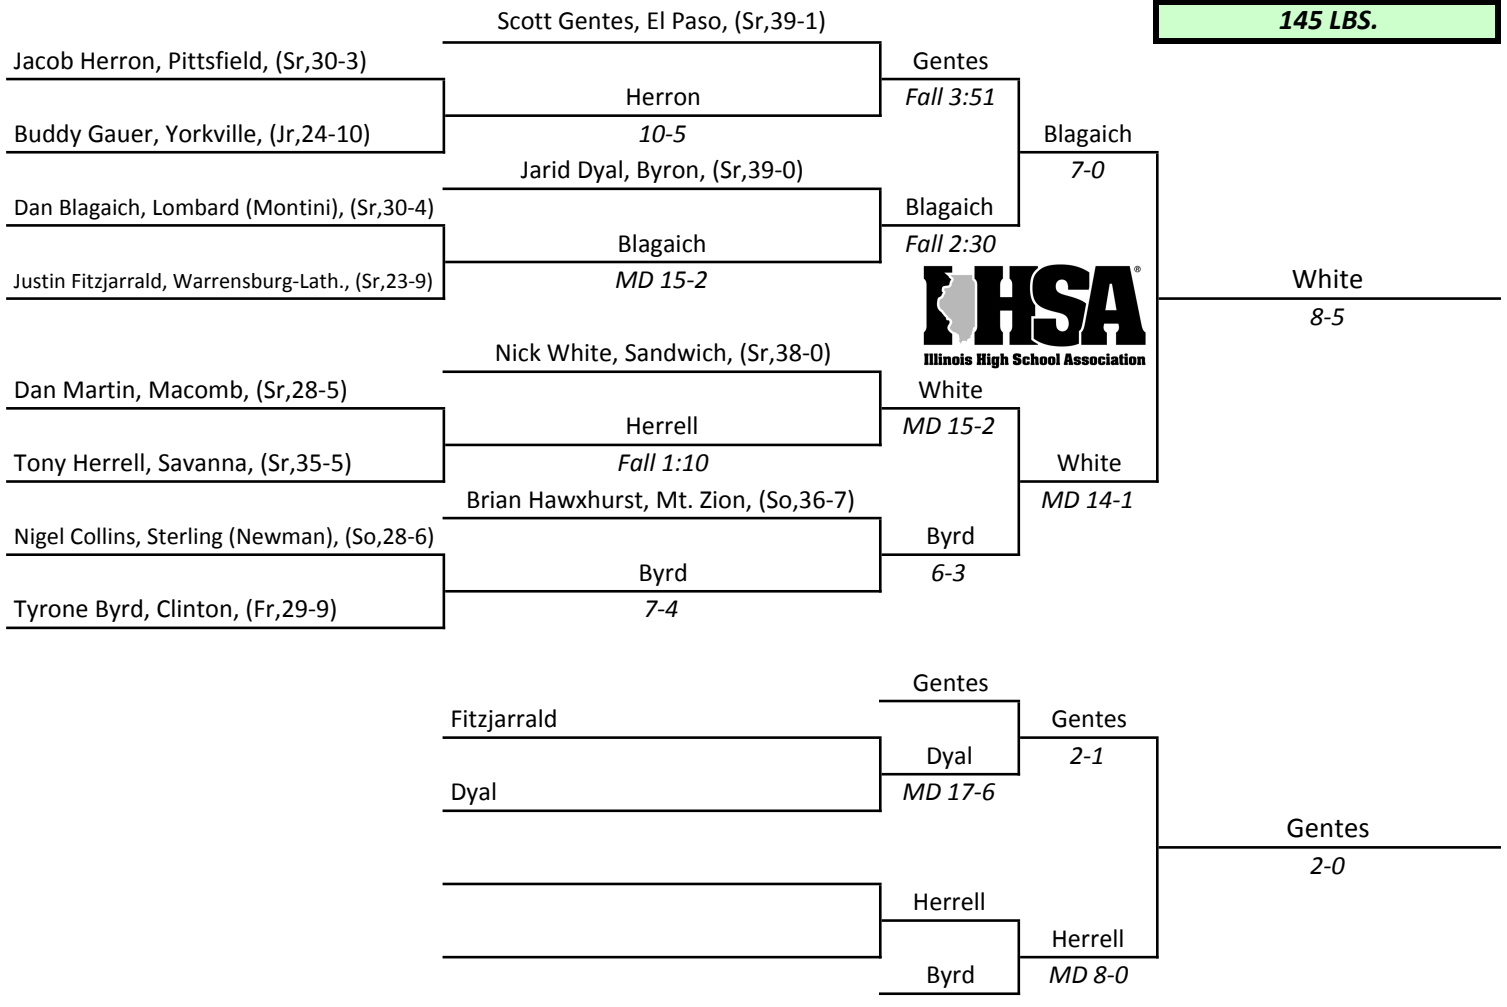 Scott Gentes, El Paso, (Sr,39-1)
145 LBS.
Jacob Herron, Pittsfield, (Sr,30-3)
Gentes
Herron
Fall 3:51
Buddy Gauer, Yorkville, (Jr,24-10)
10-5
Blagaich
Jarid Dyal, Byron, (Sr,39-0)
7-0
Dan Blagaich, Lombard (Montini), (Sr,30-4)
Blagaich
Blagaich
Fall 2:30
Justin Fitzjarrald, Warrensburg-Lath., (Sr,23-9)
MD 15-2
IHSA®
White
8-5
Nick White, Sandwich, (Sr,38-0)
Illinois High School Association
Dan Martin, Macomb, (Sr,28-5)
White
Herrell
MD 15-2
Tony Herrell, Savanna, (Sr,35-5)
Fall 1:10
White
Brian Hawxhurst, Mt. Zion, (So,36-7)
MD 14-1
Nigel Collins, Sterling (Newman), (So,28-6)
Byrd
Byrd
6-3
Tyrone Byrd, Clinton, (Fr,29-9)
7-4
Gentes
Fitzjarrald
Gentes
Dyal
2-1
Dyal
MD 17-6
Gentes
2-0
Herrell
Herrell
Byrd
MD 8-0